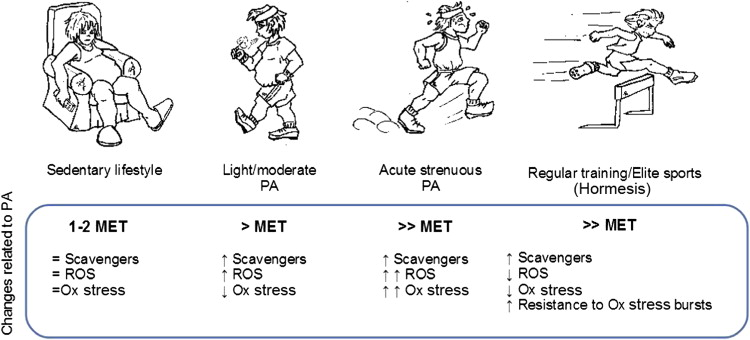 Sedentary lifestyle
Light/moderate
PA
Acute strenuous
PA
Regular training/Elite sports
(Hormesis)
Changes related to PA
1-2 MET
= Scavengers
= ROS
=Ox stress
> MET
↑ Scavengers
↑ ROS
↓ Ox stress
>> MET
↑ Scavengers
↑ ↑ ROS
↑ ↑ Ox stress
>> MET
↑ Scavengers
↓ ROS
↓ Ox stress
↑ Resistance to Ox stress bursts